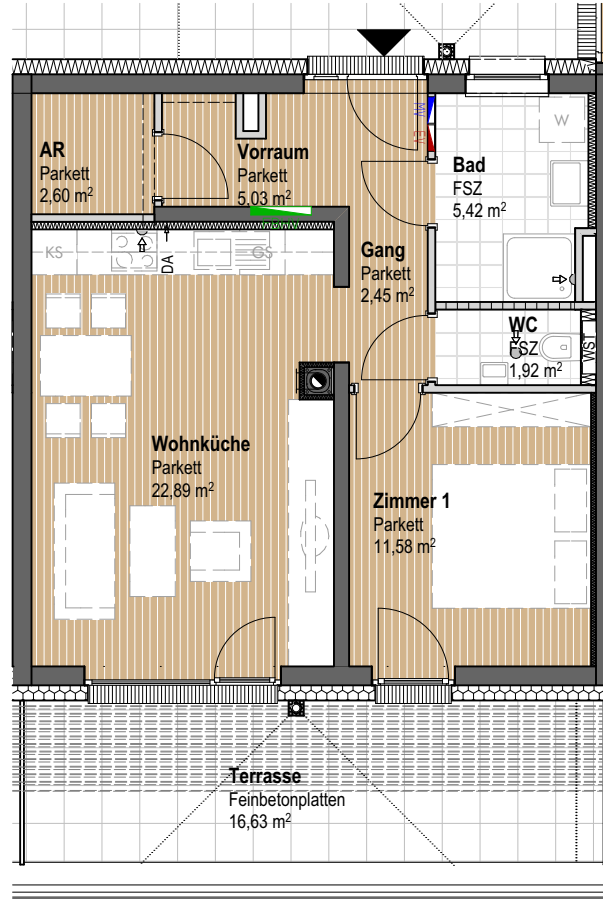 AR
Parkett
2,60 m²
Vorraum
Parkett
5,03 m²
W
Bad
FSZ
5,42 m²
Gang
Parkett
2,45 m²
KS
DA
GS
WC
FSZ
1,92 m²
WST
Wohnküche
Parkett
22,89 m²
Zimmer 1
Parkett
11,58 m²
Terrasse
Feinbetonplatten
16,63 m²